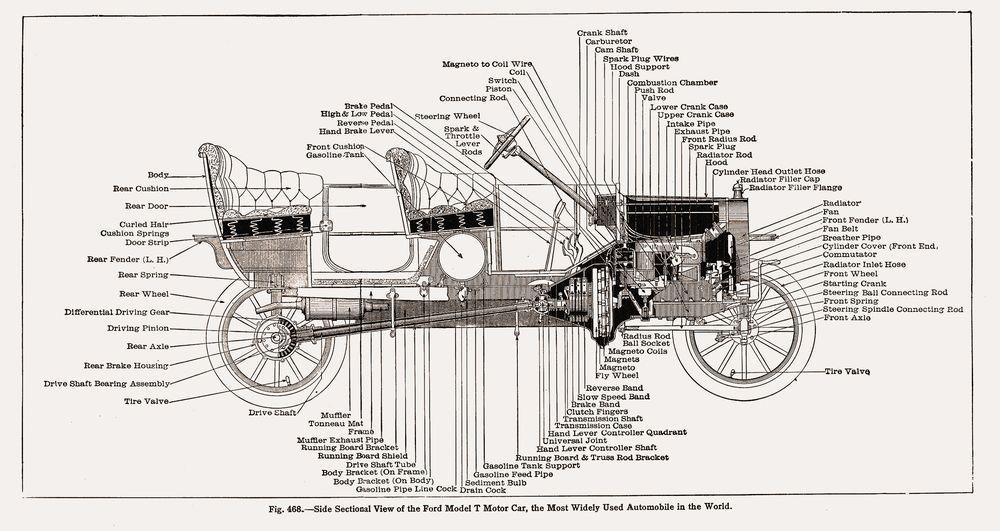 Crank Shaft
Carburetor
Cam Shaft
Spark Plug Wires
Hood Support
Dash
Combustion Chamber
Push Rod
Valve
Lower Crank Case
Upper Crank Case
Intake Pipe
Exhaust Pipe
Front Radius Rod
Spark Plug
Radiator Rod
Hood
Cylinder Head Outlet Hose
Radiator Filler Cap
Radiator Filler Flange
Magneto to Coil Wire
Coil
Switch
Piston
Connecting Rod
Steering Wheel
Spark &
Throttle
Lever
Rods
Brake Pedal
High & Low Pedal
Reverse Pedal
Hand Brake Lever
Front Cushion
Gasoline Tank
Body
Rear Cushion
Rear Door
Curled Hair
Cushion Springs
Door Strip
Rear Fender (L. H.)
Rear Spring
Rear Wheel
Differential Driving Gear
Driving Pinion
Rear Axle
Rear Brake Housing
Drive Shaft Bearing Assembly
Tire Valve
Radiator
Fan
Front Fender (L. H.)
Fan Belt
Breather Pipe
Cylinder Cover (Front End)
Commutator
Radiator Inlet Hose
Front Wheel
Starting Crank
Steering Ball Connecting Rod
Front Spring
Steering Spindle Connecting Rod
Front Axle
Tire Valve
Radius Rod
Ball Socket
Magneto Coils
Magnets
Magneto
Fly Wheel
Reverse Band
Slow Speed Band
Brake Band
Clutch Fingers
Transmission Shaft
Transmission Case
Hand Lever Controller Quadrant
Universal Joint
Hand Lever Controller Shaft
Running Board & Truss Rod Bracket
Gasoline Tank Support
Gasoline Feed Pipe
Sediment Bulb
Drain Cock
Drive Shaft
Muffler
Tonneau Mat
Frame
Muffler Exhaust Pipe
Running Board Bracket
Running Board Shield
Drive Shaft Tube
Body Bracket (On Frame)
Body Bracket (On Body)
Gasoline Pipe Line Cock
Fig. 468.—Side Sectional View of the Ford Model T Motor Car, the Most Widely Used Automobile in the World.